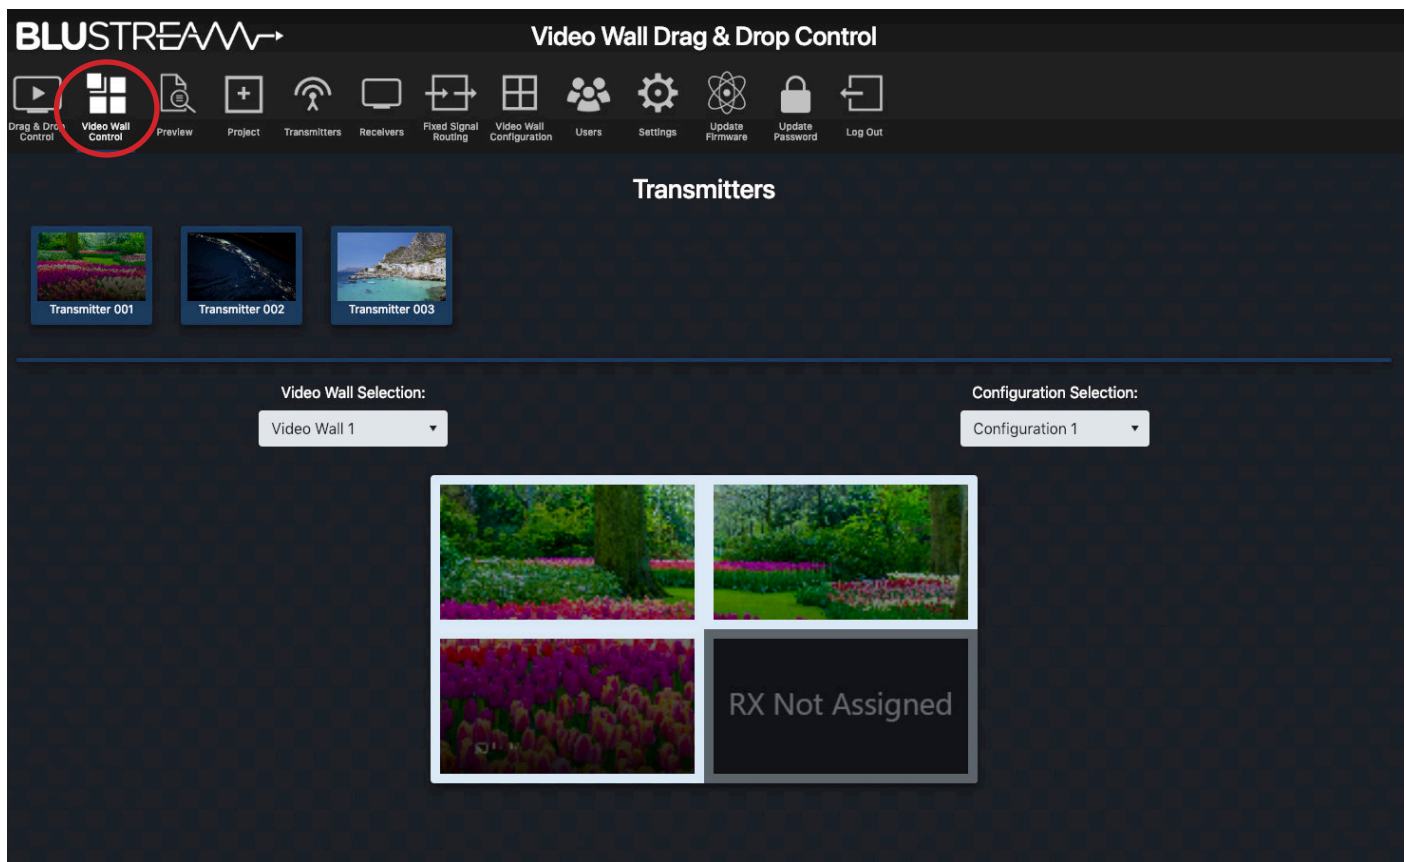 BLUSTREAM
Video Wall Drag & Drop Control
Drag & Drop
Control
Video Wall
Control
Preview
Project
Transmitters
Receivers
Fixed Signal
Routing
Video Wall
Configuration
Users
Settings
Update
Firmware
Update
Password
Log Out
Transmitters
Transmitter 001
Transmitter 002
Transmitter 003
Video Wall Selection:
Configuration Selection:
Video Wall 1
Configuration 1
RX Not Assigned